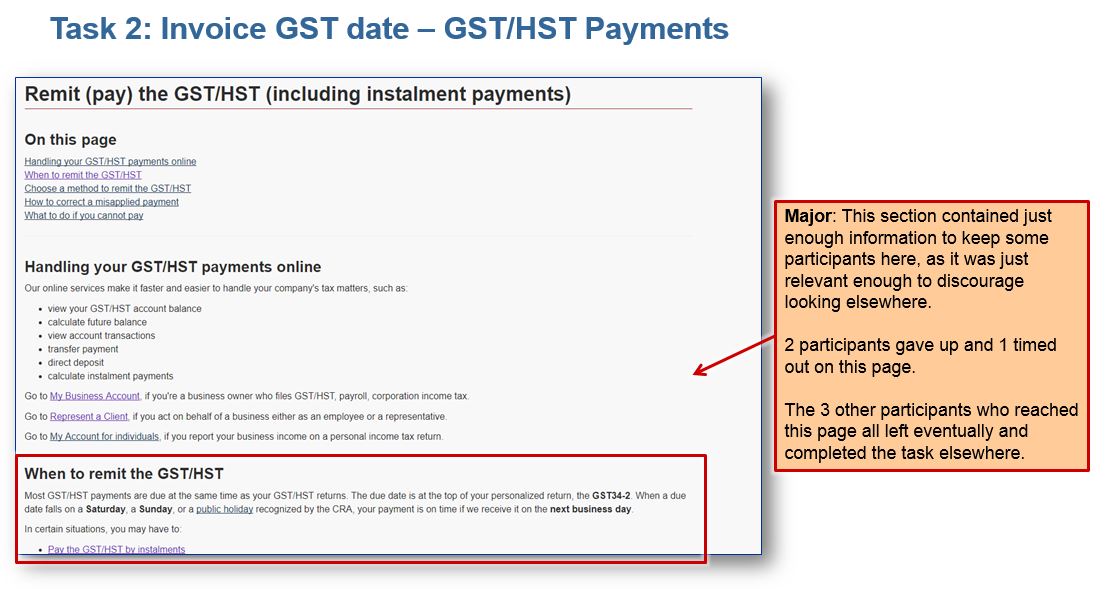 Task 2: Invoice GST date – GST/HST Payments
Remit (pay) the GST/HST (including instalment payments)
On this page
Handling your GST/HST payments online
When to remit the GST/HST
Choose a method to remit the GST/HST
How to correct a misapplied payment
What to do if you cannot pay
Handling your GST/HST payments online
Our online services make it faster and easier to handle your company's tax matters, such as:
• view your GST/HST account balance
• calculate future balance
• view account transactions
• transfer payment
• direct deposit
• calculate instalment payments
Go to My Business Account, if you're a business owner who files GST/HST, payroll, corporation income tax.
Go to Represent a Client, if you act on behalf of a business either as an employee or a representative.
Go to My Account for individuals, if you report your business income on a personal income tax return.
When to remit the GST/HST
Most GST/HST payments are due at the same time as your GST/HST returns. The due date is at the top of your personalized return, the GST34-2. When a due
date falls on a Saturday, a Sunday, or a public holiday recognized by the CRA, your payment is on time if we receive it on the next business day.
In certain situations, you may have to:
• Pay the GST/HST by instalments
Major: This section contained just
enough information to keep some
participants here, as it was just
relevant enough to discourage
looking elsewhere.
2 participants gave up and 1 timed
out on this page.
The 3 other participants who reached
this page all left eventually and
completed the task elsewhere.